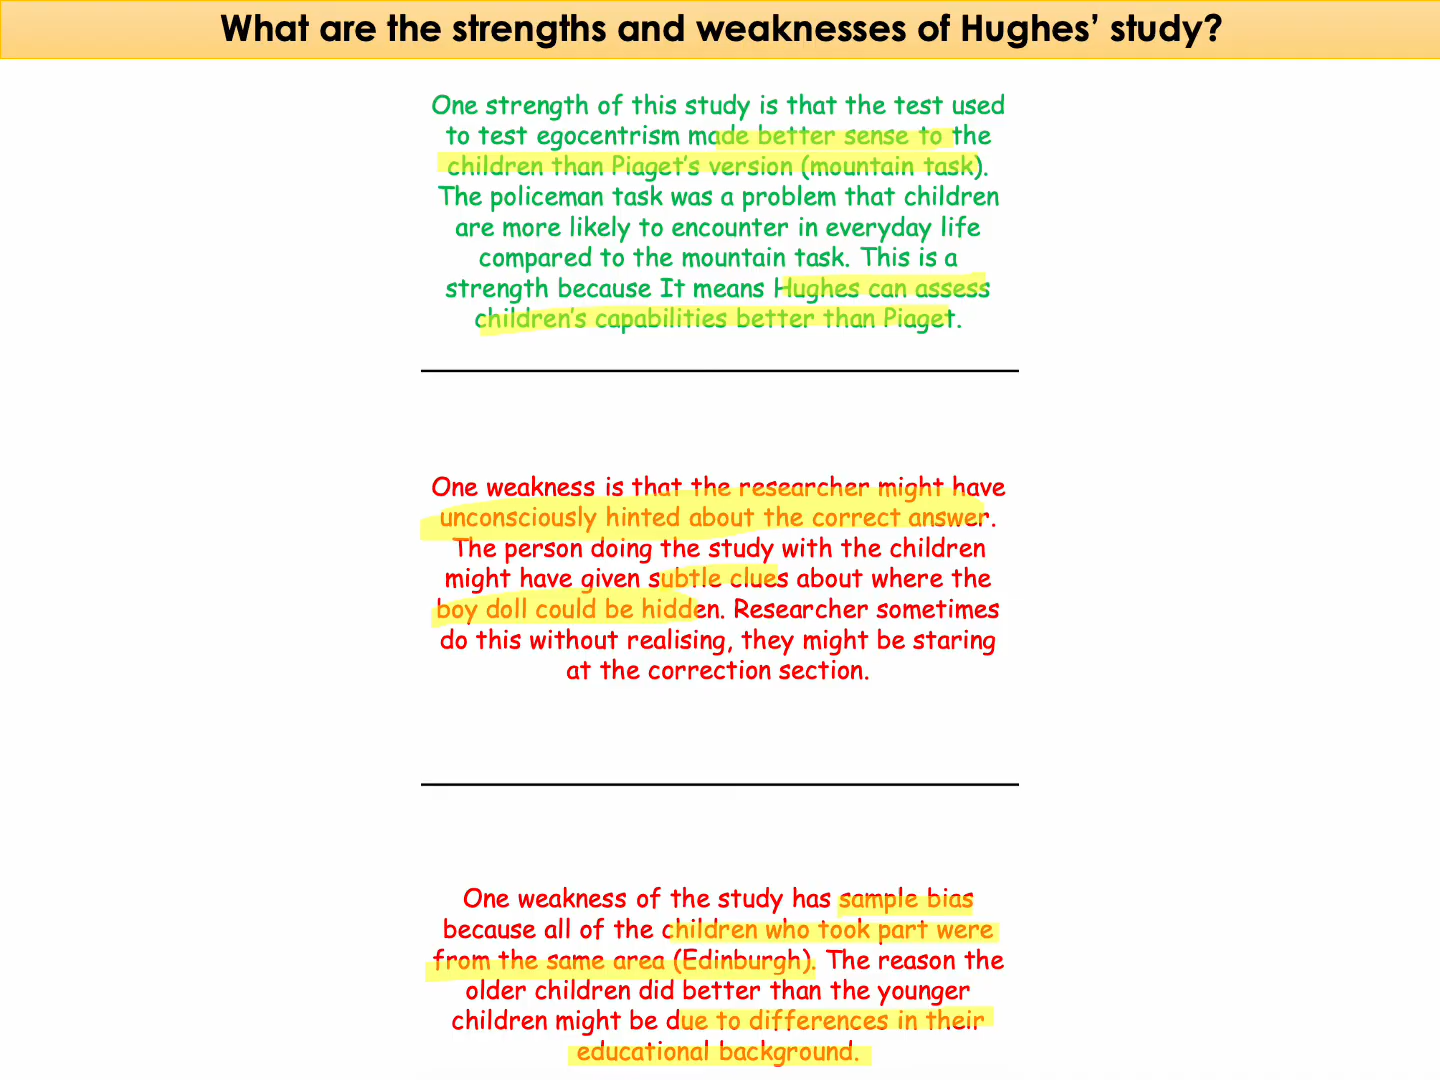 What are the strengths and weaknesses of Hughes’ study?
One strength of this study is that the test used
to test egocentrism made better sense to the
children than Piaget’s version (mountain task).
The policeman task was a problem that children
are more likely to encounter in everyday life
compared to the mountain task. This is a
strength because It means Hughes can assess
children’s capabilities better than Piaget.
One weakness is that the researcher might have
unconsciously hinted about the correct answer.
The person doing the study with the children
might have given subtle clues about where the
boy doll could be hidden. Researcher sometimes
do this without realising, they might be staring
at the correction section.
One weakness of the study has sample bias
because all of the children who took part were
from the same area (Edinburgh). The reason the
older children did better than the younger
children might be due to differences in their
educational background.